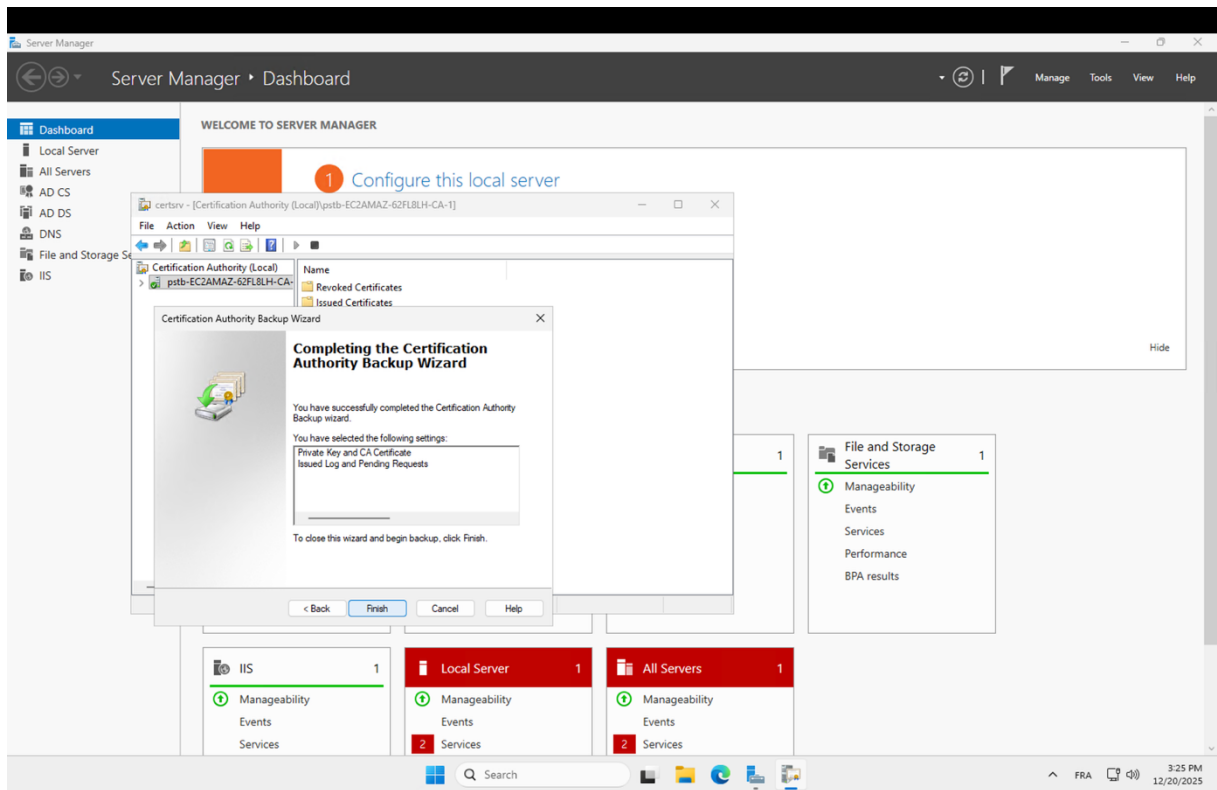 Server Manager
Server Manager • Dashboard
Manage Tools View Help
Dashboard
Local Server
All Servers
AD CS
AD DS
DNS
File and Storage Se
IIS
WELCOME TO SERVER MANAGER
1 Configure this local server
Hide
certsrv - [Certification Authority (Local)\pstb-EC2AMAZ-62FL8LH-CA-1]
File Action View Help
Certification Authority (Local)
pstb-EC2AMAZ-62FL8LH-CA-
Name
Revoked Certificates
Issued Certificates
Certification Authority Backup Wizard
Completing the Certification
Authority Backup Wizard
You have successfully completed the Certification Authority
Backup wizard.
You have selected the following settings:
Private Key and CA Certificate
Issued Log and Pending Requests
To close this wizard and begin backup, click Finish.
< Back Finish Cancel Help
1
File and Storage
Services 1
Manageability
Events
Services
Performance
BPA results
IIS 1
Manageability
Events
Services
Local Server 1
Manageability
Events
2 Services
All Servers 1
Manageability
Events
2 Services
Search
FRA
3:25 PM
12/20/2025